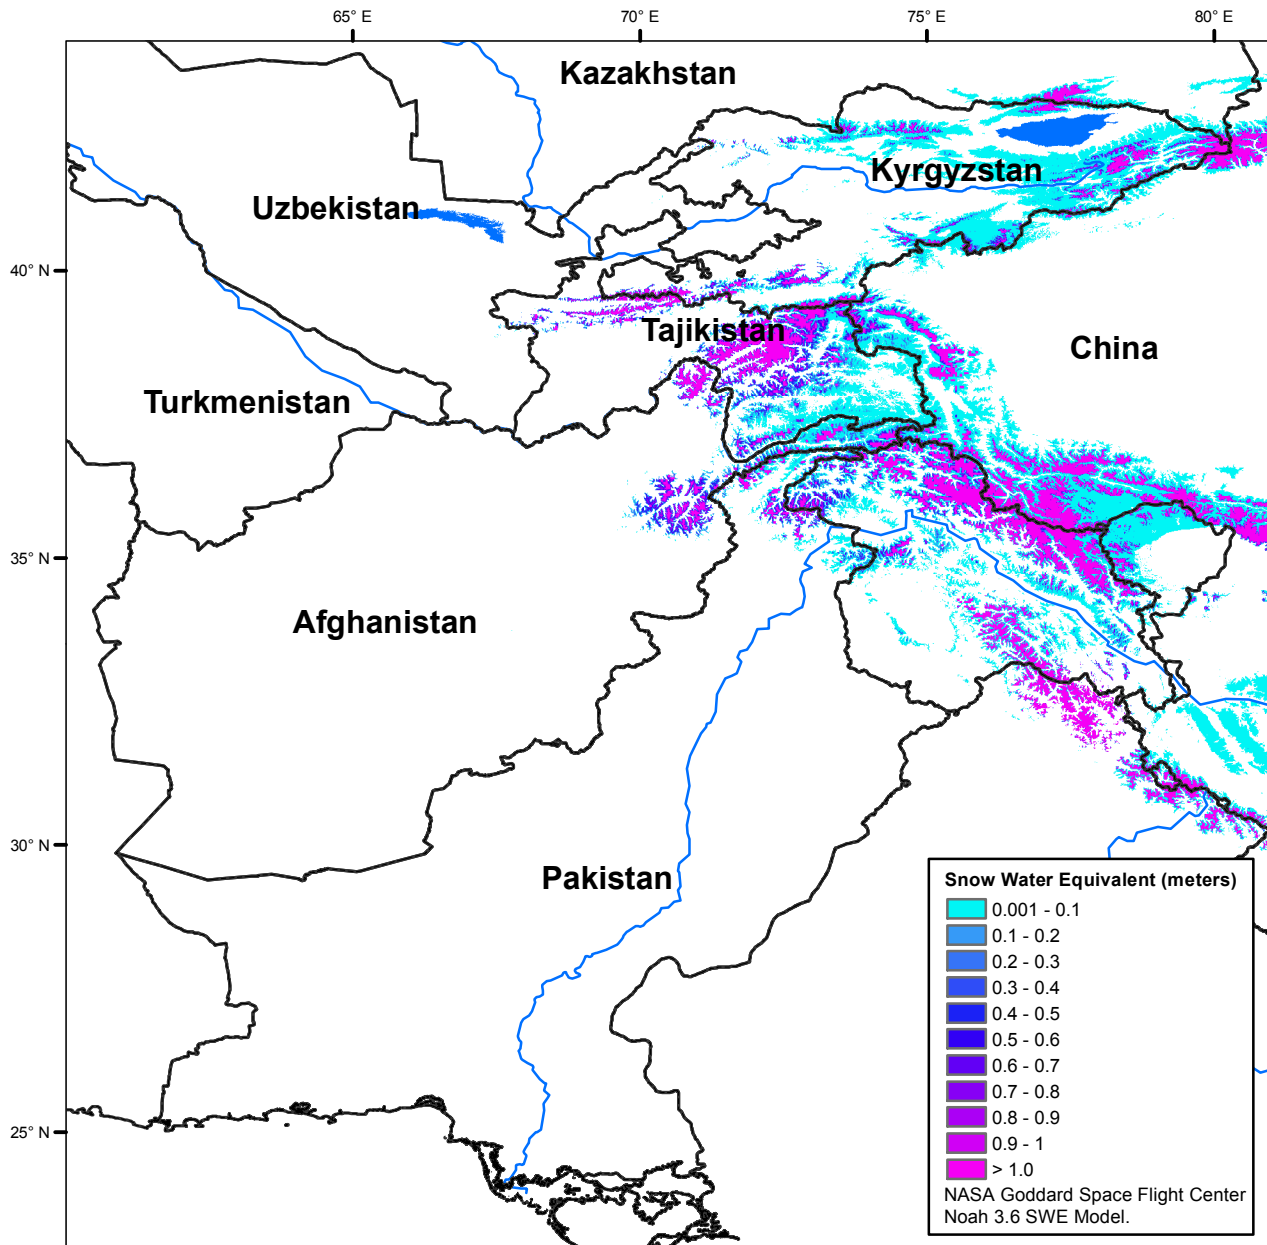 65° E
70° E
75° E
80° E
Kazakhstan
Kyrgyzstan
Uzbekistan
40° N
Tajikistan
China
Turkmenistan
35° N
Afghanistan
30° N
Pakistan
25° N
Snow Water Equivalent (meters)
0.001 - 0.1
0.1 - 0.2
0.2 - 0.3
0.3 - 0.4
0.4 - 0.5
0.5 - 0.6
0.6 - 0.7
0.7 - 0.8
0.8 - 0.9
0.9 - 1
> 1.0
NASA Goddard Space Flight Center
Noah 3.6 SWE Model.